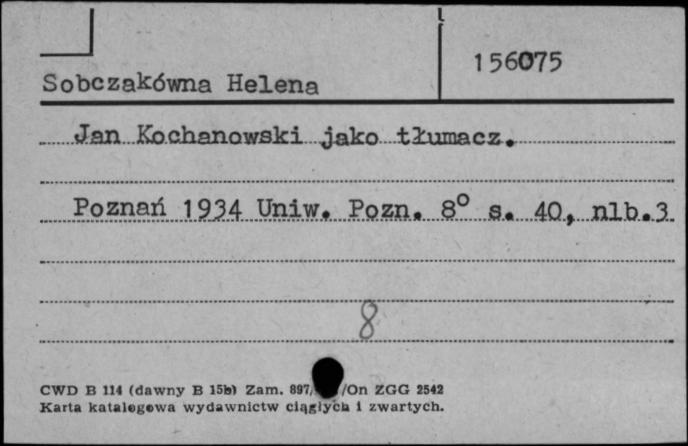 156075
Sobczakówna Helena
Jan Kochanowski jako tłumacz.
Poznań 1934 Uniw. Pozn. 8° s. 40, nlb.3
8
CWD B 114 (dawny B 15b) Zam. 897/ /On ZGG 2542
Karta katalogowa wydawnictw ciągłych i zwartych.